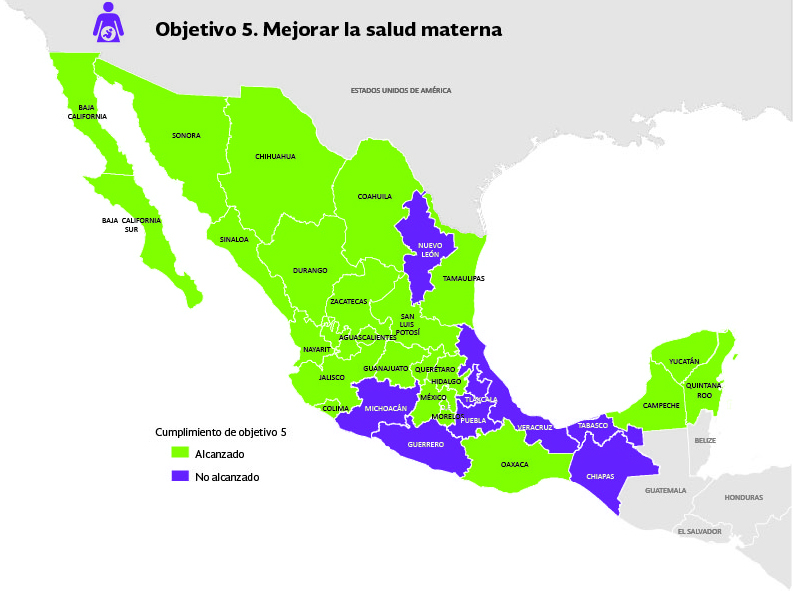 Objetivo 5. Mejorar la salud materna
ESTADOS UNIDOS DE AMÉRICA
BAJA
CALIFORNIA
SONORA
CHIHUAHUA
COAHUILA
BAJA CALIFORNIA
SUR
SINALOA
NUEVO
LEÓN
DURANGO
TAMAULIPAS
ZACATECAS
SAN
LUIS
POTOSÍ
AGUASCALIENTES
NAYARIT
YUCATÁN
GUANAJUATO
QUERÉTARO
JALISCO
HIDALGO
QUINTANA
ROO
MÉXICO
TLAXCALA
CAMPECHE
COLIMA
MICHOACÁN
MORELOS
PUEBLA
VERACRUZ
TABASCO
Cumplimiento de objetivo 5
GUERRERO
BELIZE
Alcanzado
OAXACA
No alcanzado
CHIAPAS
GUATEMALA
HONDURAS
EL SALVADOR